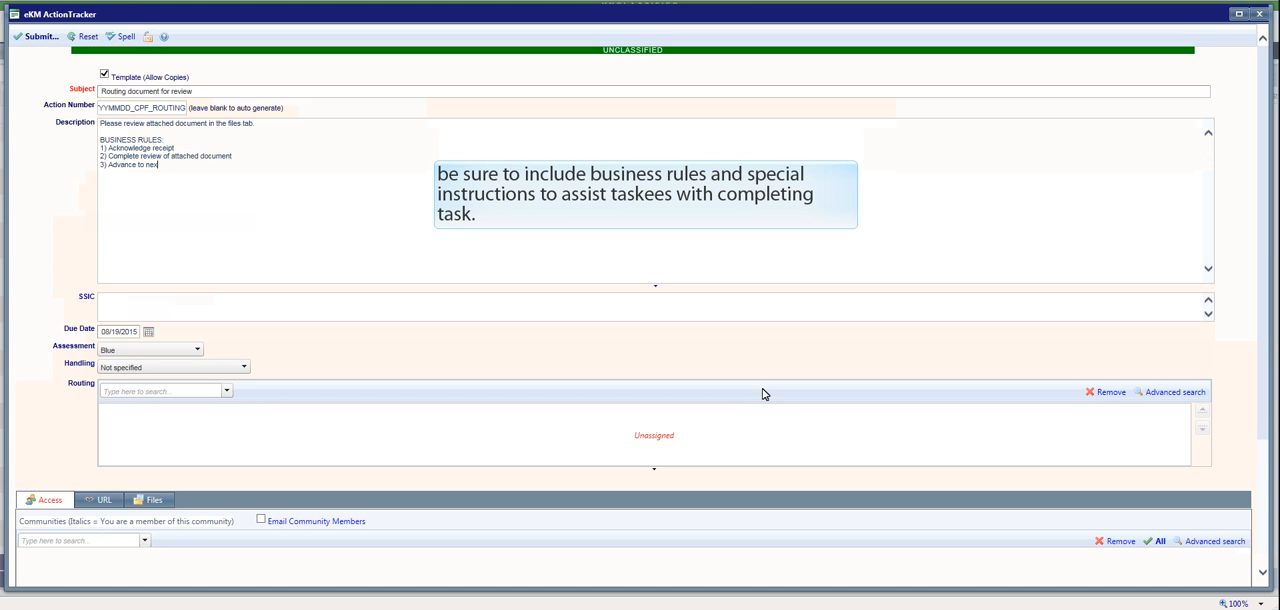 eKM ActionTracker
Submit... Reset Spell
UNCLASSIFIED
Template (Allow Copies)
Subject Routing document for review
Action Number YYMMDD_CPF_ROUTING (leave blank to auto generate)
Description Please review attached document in the files tab.
BUSINESS RULES:
1) Acknowledge receipt
2) Complete review of attached document
3) Advance to nex
be sure to include business rules and special
instructions to assist taskees with completing
task.
SSIC
Due Date 08/19/2015
Assessment Blue
Handling Not specified
Routing Type here to search... Remove Advanced search
Unassigned
Access URL Files
Communities (Italics = You are a member of this community) Email Community Members
Type here to search... Remove All Advanced search
100%